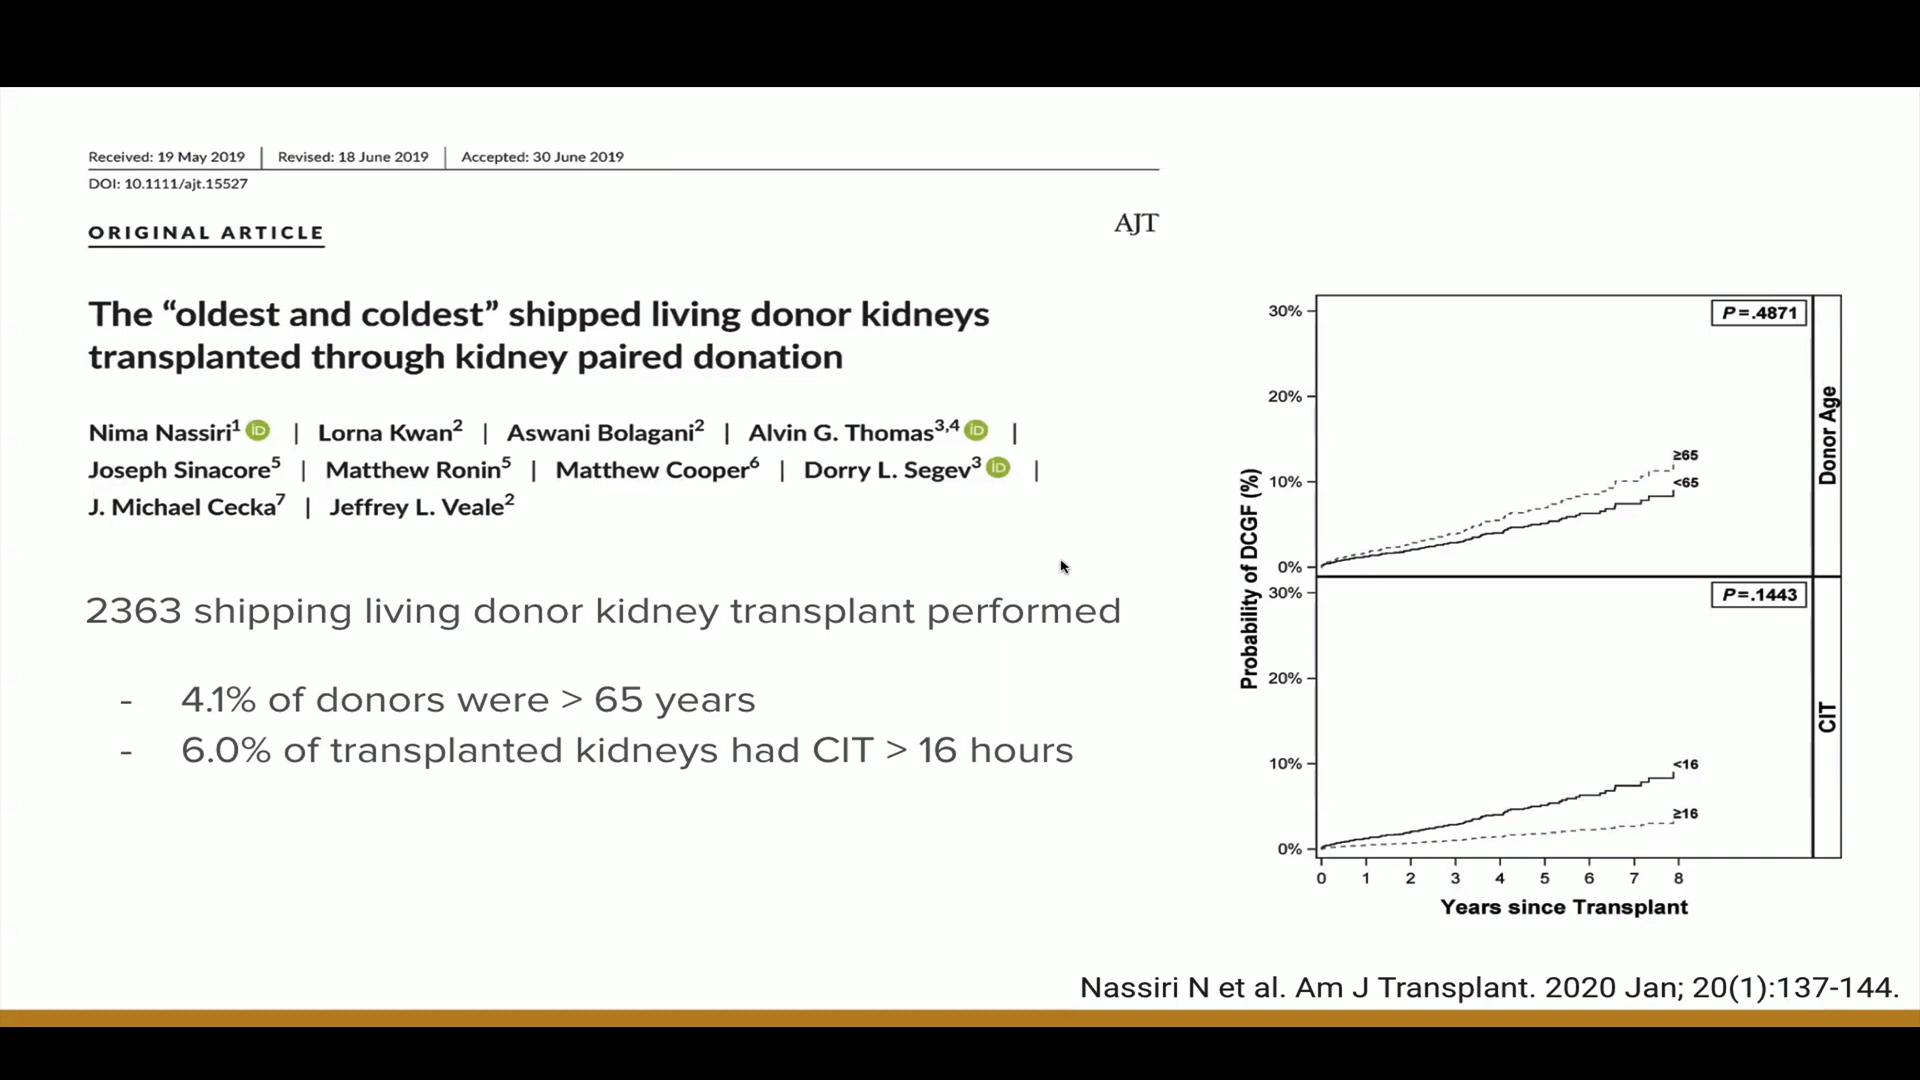 Received: 19 May 2019 | Revised: 18 June 2019 | Accepted: 30 June 2019
DOI: 10.1111/ajt.15527
ORIGINAL ARTICLE
AJT
The “oldest and coldest” shipped living donor kidneys
transplanted through kidney paired donation
Nima Nassiri1 iD | Lorna Kwan2 | Aswani Bolagani2 | Alvin G. Thomas3,4 iD |
Joseph Sinacore5 | Matthew Ronin5 | Matthew Cooper6 | Dorry L. Segev3 iD |
J. Michael Cecka7 | Jeffrey L. Veale2
2363 shipping living donor kidney transplant performed
- 4.1% of donors were > 65 years
- 6.0% of transplanted kidneys had CIT > 16 hours
Probability of DCGF (%)
30%
20%
10%
0%
P=.4871
≥65
<65
Donor Age
30%
20%
10%
0%
P=.1443
<16
≥16
CIT
0 1 2 3 4 5 6 7 8
Years since Transplant
Nassiri N et al. Am J Transplant. 2020 Jan; 20(1):137-144.